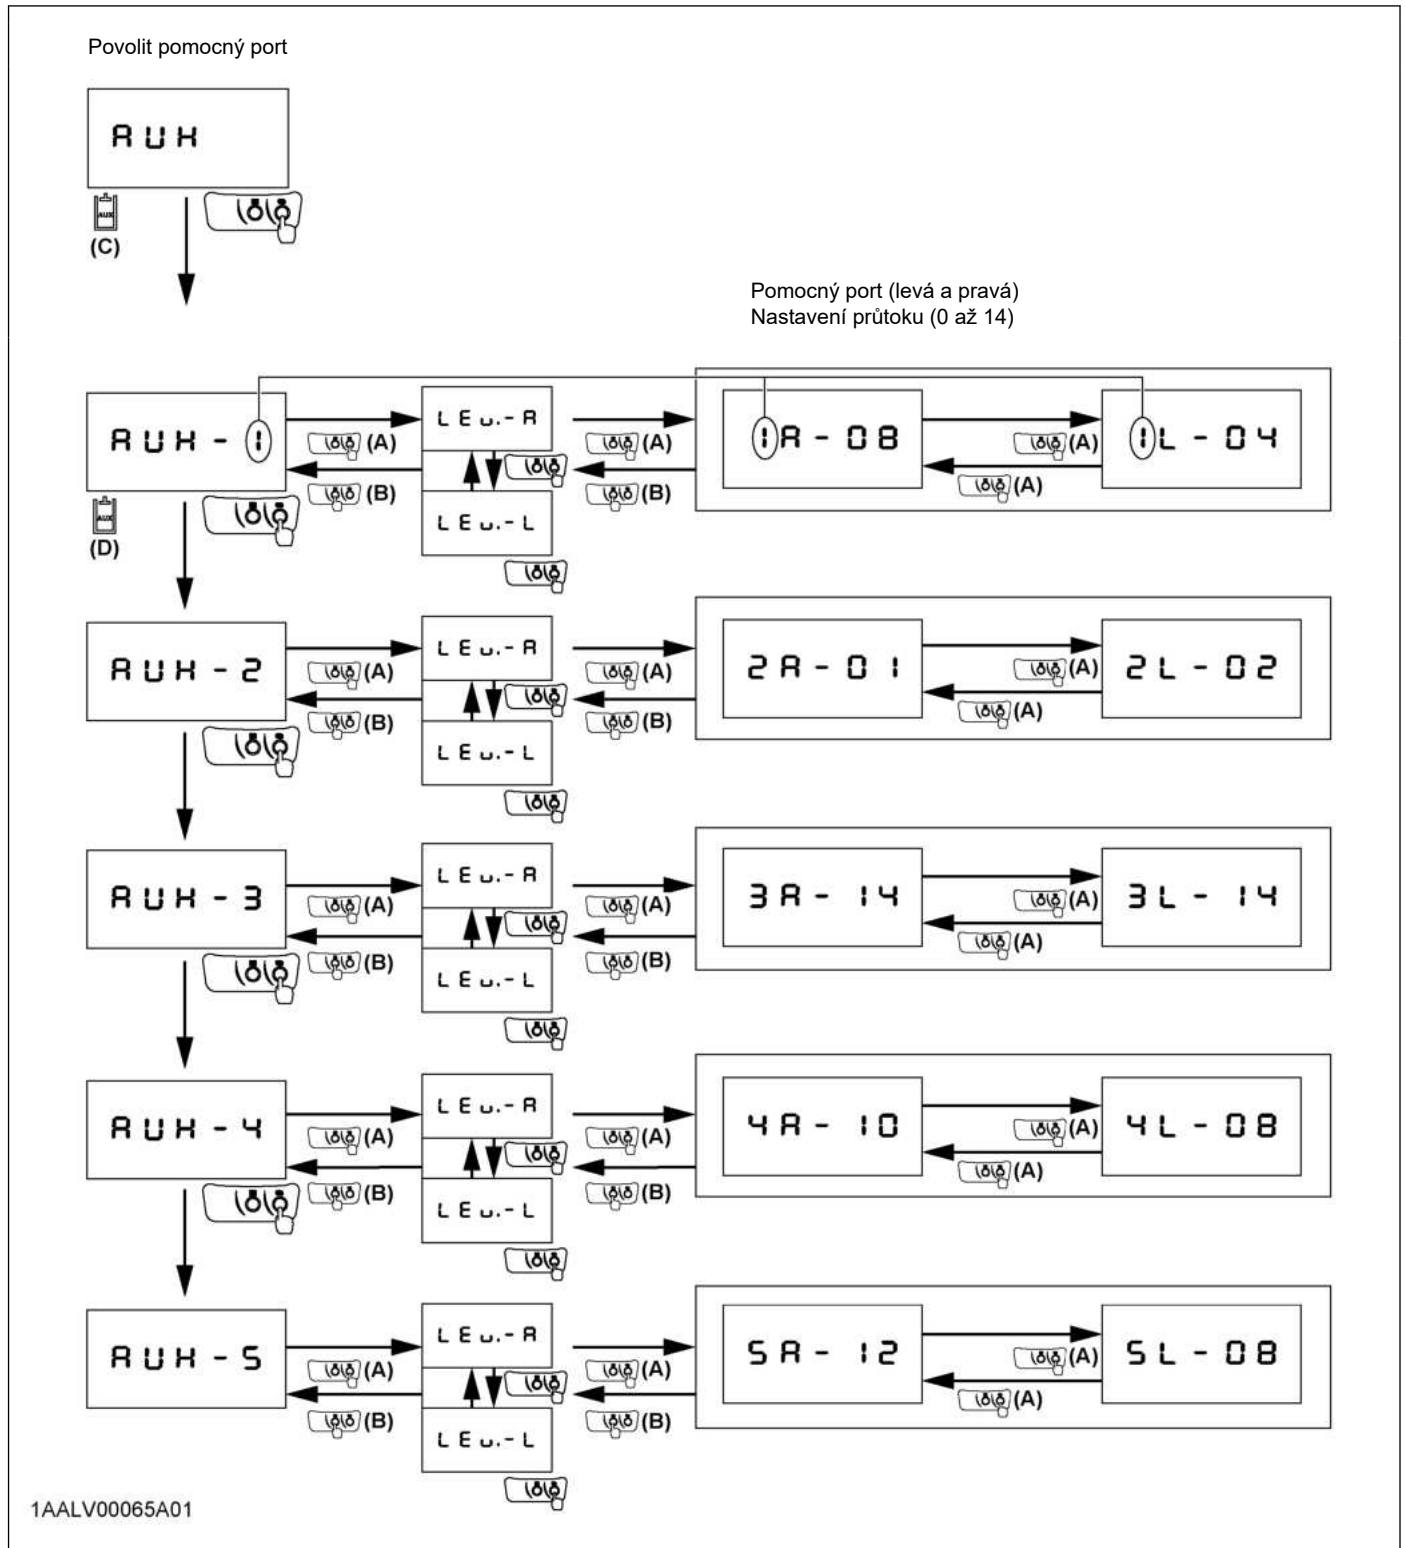 Povolit pomocný port
AUX
AUX
(C)
Pomocný port (levá a pravá)
Nastavení průtoku (0 až 14)
AUX - 1
(A)
(B)
LEv.- R
LEv.- L
(A)
(B)
1R - 08
(A)
(A)
1L - 04
AUX
(D)
AUX - 2
(A)
(B)
LEv.- R
LEv.- L
(A)
(B)
2R - 01
(A)
(A)
2L - 02
AUX - 3
(A)
(B)
LEv.- R
LEv.- L
(A)
(B)
3R - 14
(A)
(A)
3L - 14
AUX - 4
(A)
(B)
LEv.- R
LEv.- L
(A)
(B)
4R - 10
(A)
(A)
4L - 08
AUX - 5
(A)
(B)
LEv.- R
LEv.- L
(A)
(B)
5R - 12
(A)
(A)
5L - 08
1AALV00065A01